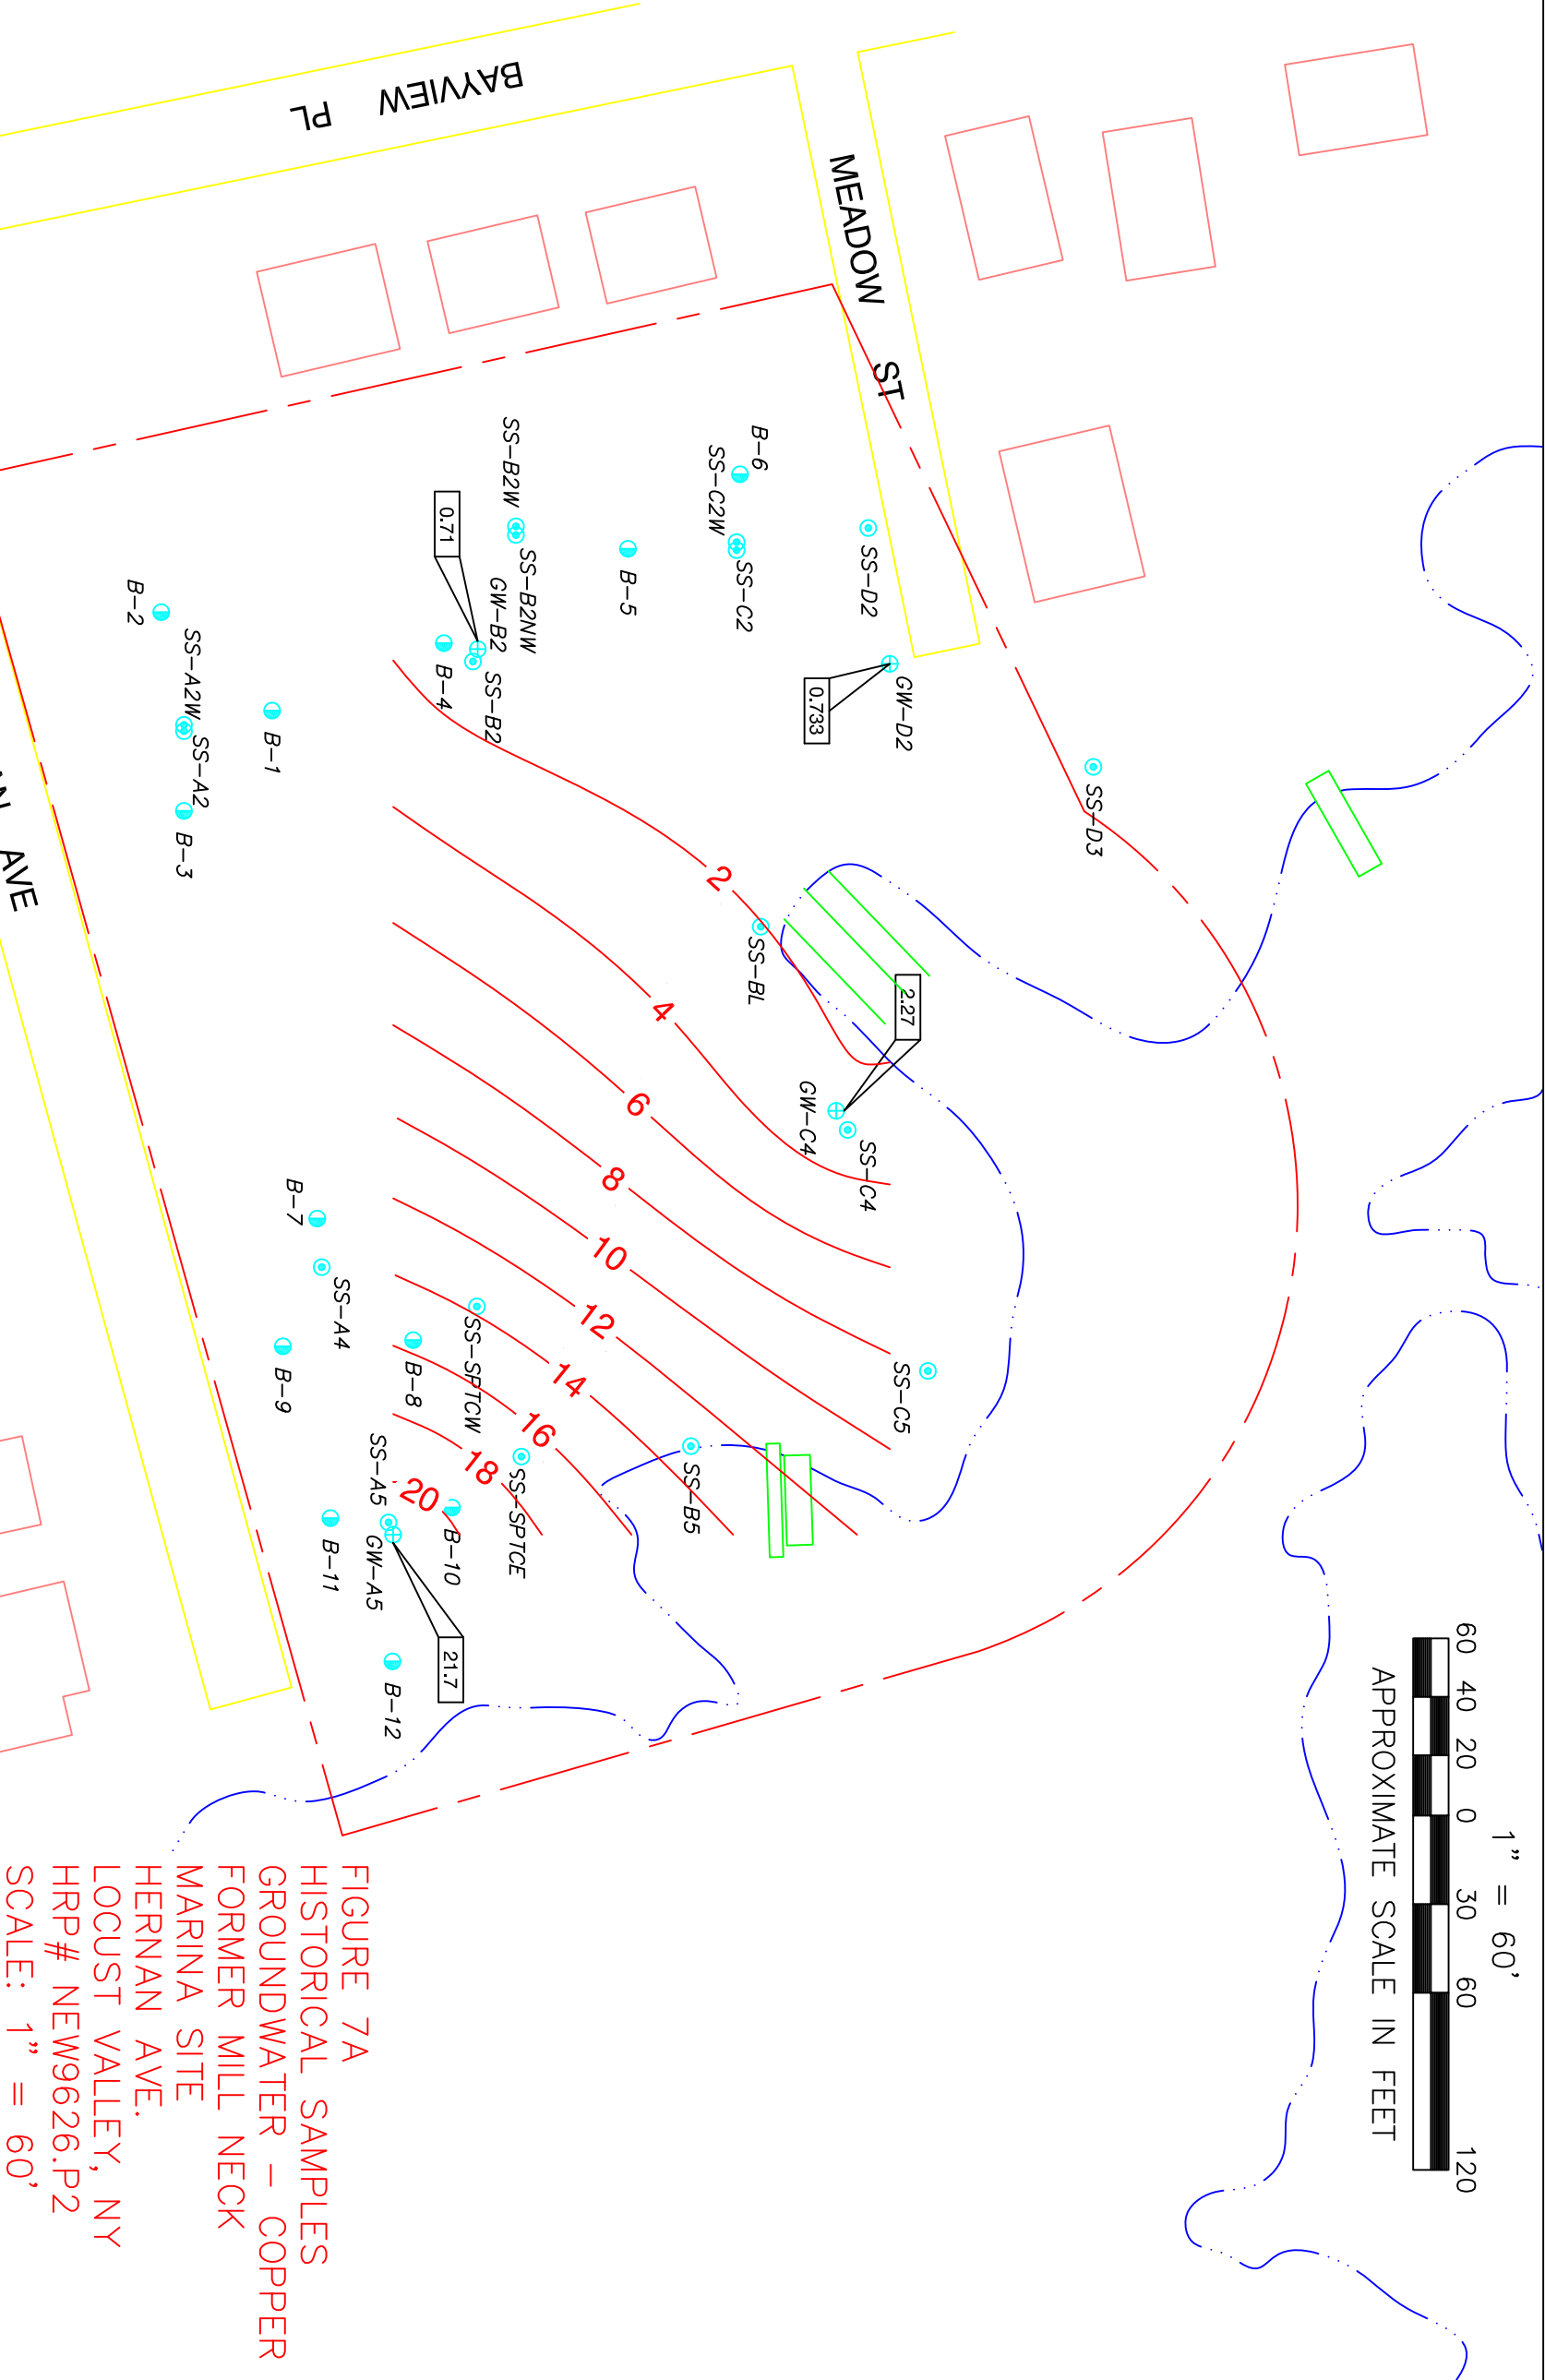 BAYVIEW PL
MEADOW ST
N AVE
B-6
SS-C2W
SS-C2
SS-D2
SS-B2W
SS-B2NW
GW-B2
SS-B2
B-4
0.71
B-5
B-2
SS-A2W
SS-A2
B-1
B-3
GW-D2
0.733
SS-D3
SS-BL
2.27
GW-C4
SS-C4
SS-C5
2
4
6
8
10
12
14
16
18
20
B-7
SS-A4
B-9
B-8
SS-SPTCW
SS-SPTCE
SS-B5
SS-A5
GW-A5
B-10
B-11
B-12
21.7
1" = 60'
60 40 20 0 30 60 120
APPROXIMATE SCALE IN FEET
FIGURE 7A
HISTORICAL SAMPLES
GROUNDWATER - COPPER
FORMER MILL NECK
MARINA SITE
HERNAN AVE.
LOCUST VALLEY, NY
HRP# NEW9626.P2
SCALE: 1" = 60'